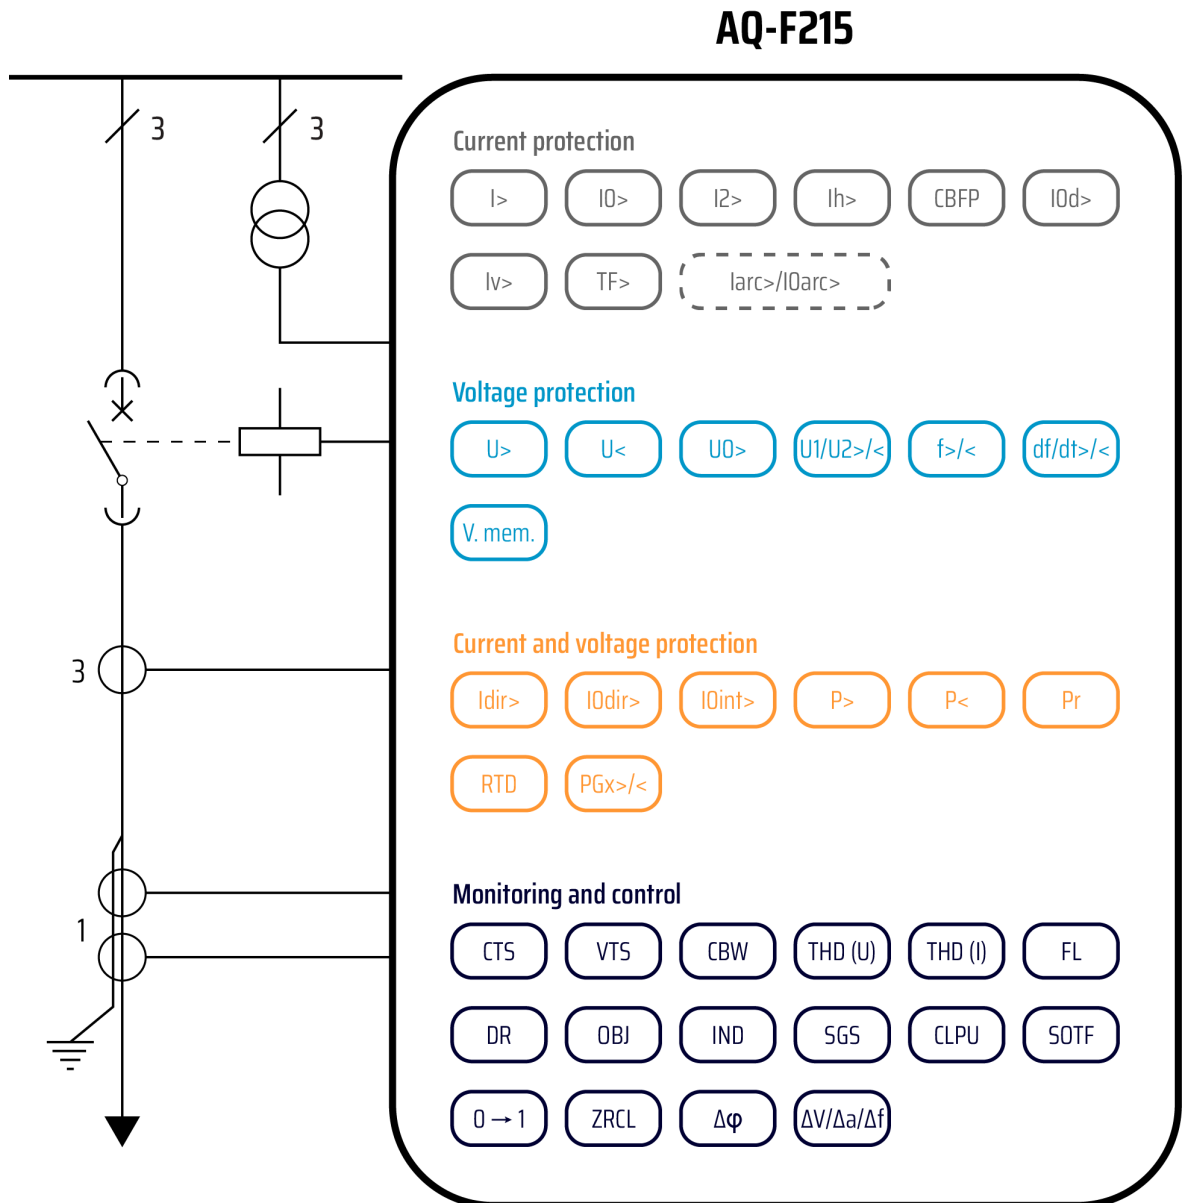 AQ-F215
3 3
Current protection
I> I0> I2> Ih> CBFP I0d>
Iv> TF> Iarc>/I0arc>
Voltage protection
U> U< U0> U1/U2>/< f>/< df/dt>/<
V. mem.
3
Current and voltage protection
Idir> I0dir> I0int> P> P< Pr
RTD PGx>/<
1
Monitoring and control
CTS VTS CBW THD (U) THD (I) FL
DR OBJ IND SGS CLPU SOTF
0→1 ZRCL Δφ ΔV/Δa/Δf